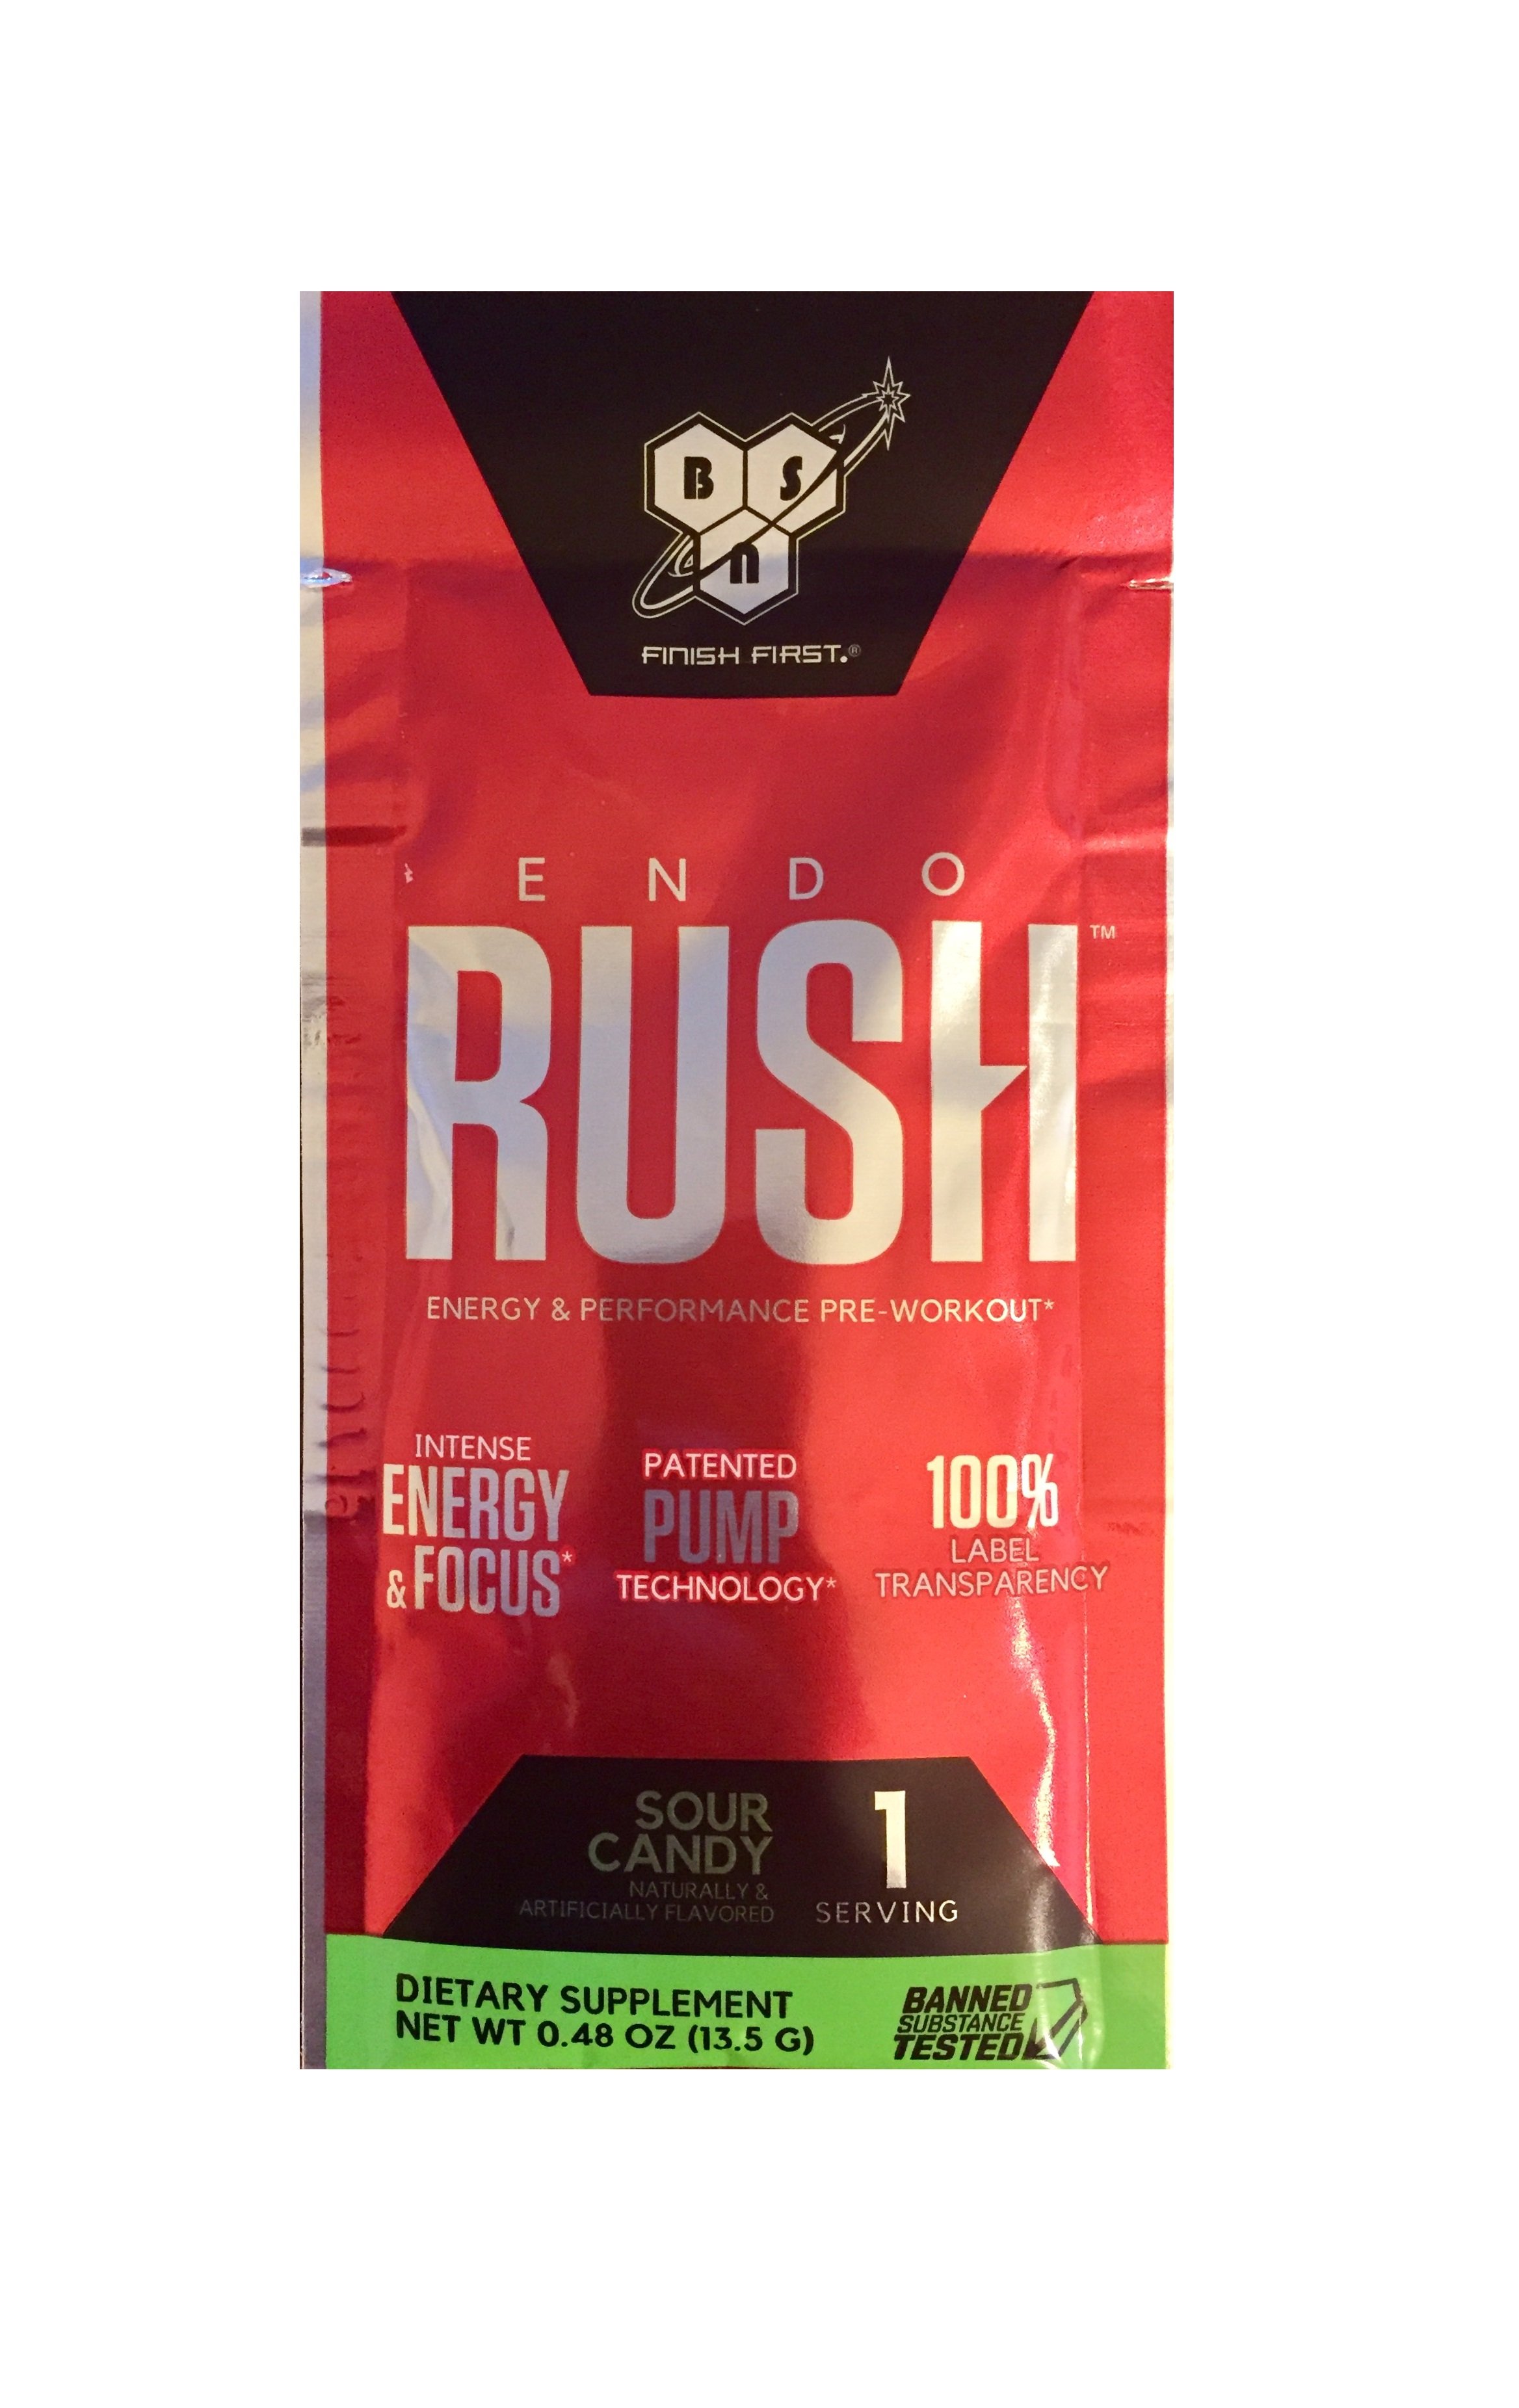 B S
n
FINISH FIRST.®
ENDO
RUSH™
ENERGY & PERFORMANCE PRE-WORKOUT*
INTENSE
ENERGY
& FOCUS*
PATENTED
PUMP
TECHNOLOGY*
100%
LABEL
TRANSPARENCY
SOUR
CANDY
NATURALLY &
ARTIFICIALLY FLAVORED
1
SERVING
DIETARY SUPPLEMENT
NET WT 0.48 OZ (13.5 G)
BANNED
SUBSTANCE
TESTED